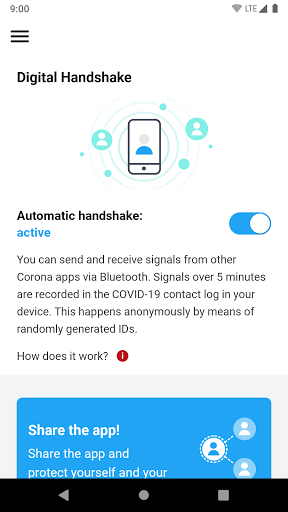 9:00
LTE
Digital Handshake
Automatic handshake:
active
You can send and receive signals from other
Corona apps via Bluetooth. Signals over 5 minutes
are recorded in the COVID-19 contact log in your
device. This happens anonymously by means of
randomly generated IDs.
How does it work? i
Share the app!
Share the app and
protect yourself and your